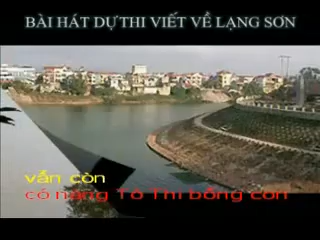 BÀI HÁT DỰ THI VIẾT VỀ LẠNG SƠN
vẫn còn
có nàng Tô Thị bồng con